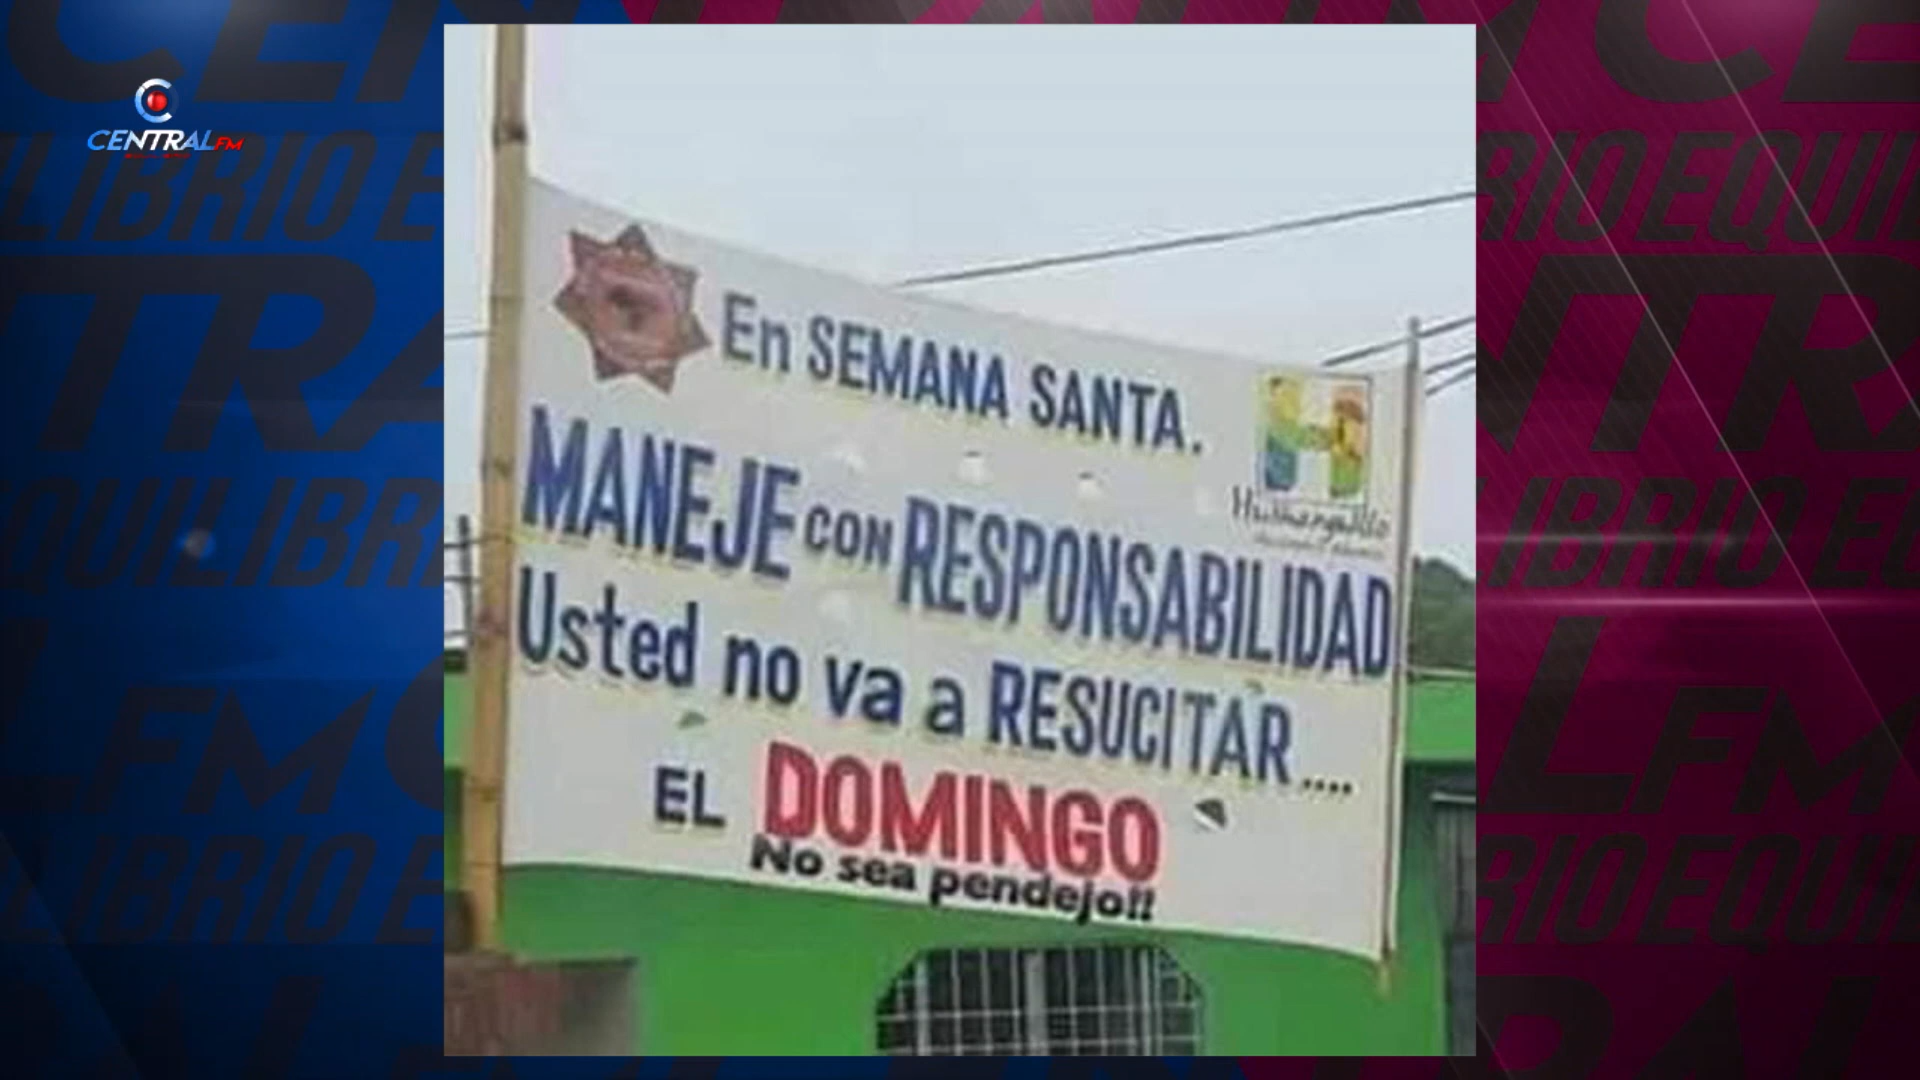 CENTRAL FM
En SEMANA SANTA.
MANEJE con RESPONSABILIDAD
Usted no va a RESUCITAR....
EL DOMINGO
No sea pendejo!!